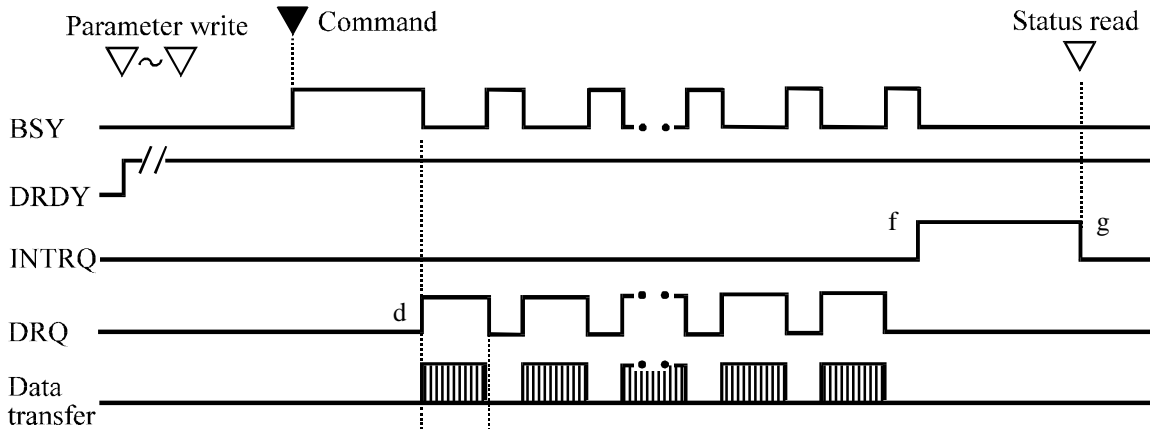 Parameter write
Command
Status read
~
BSY
DRDY
INTRQ
f
g
DRQ
d
Data
transfer